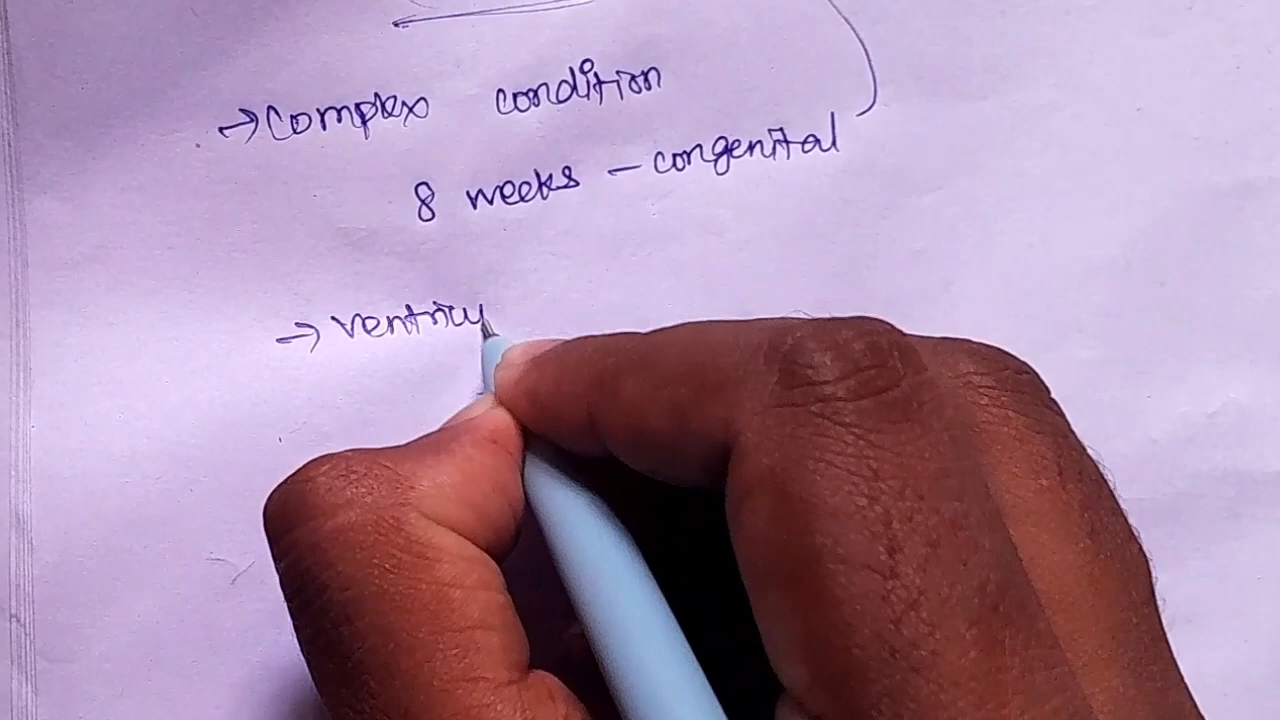 → complex condition
8 weeks – congenital
→ ventricu